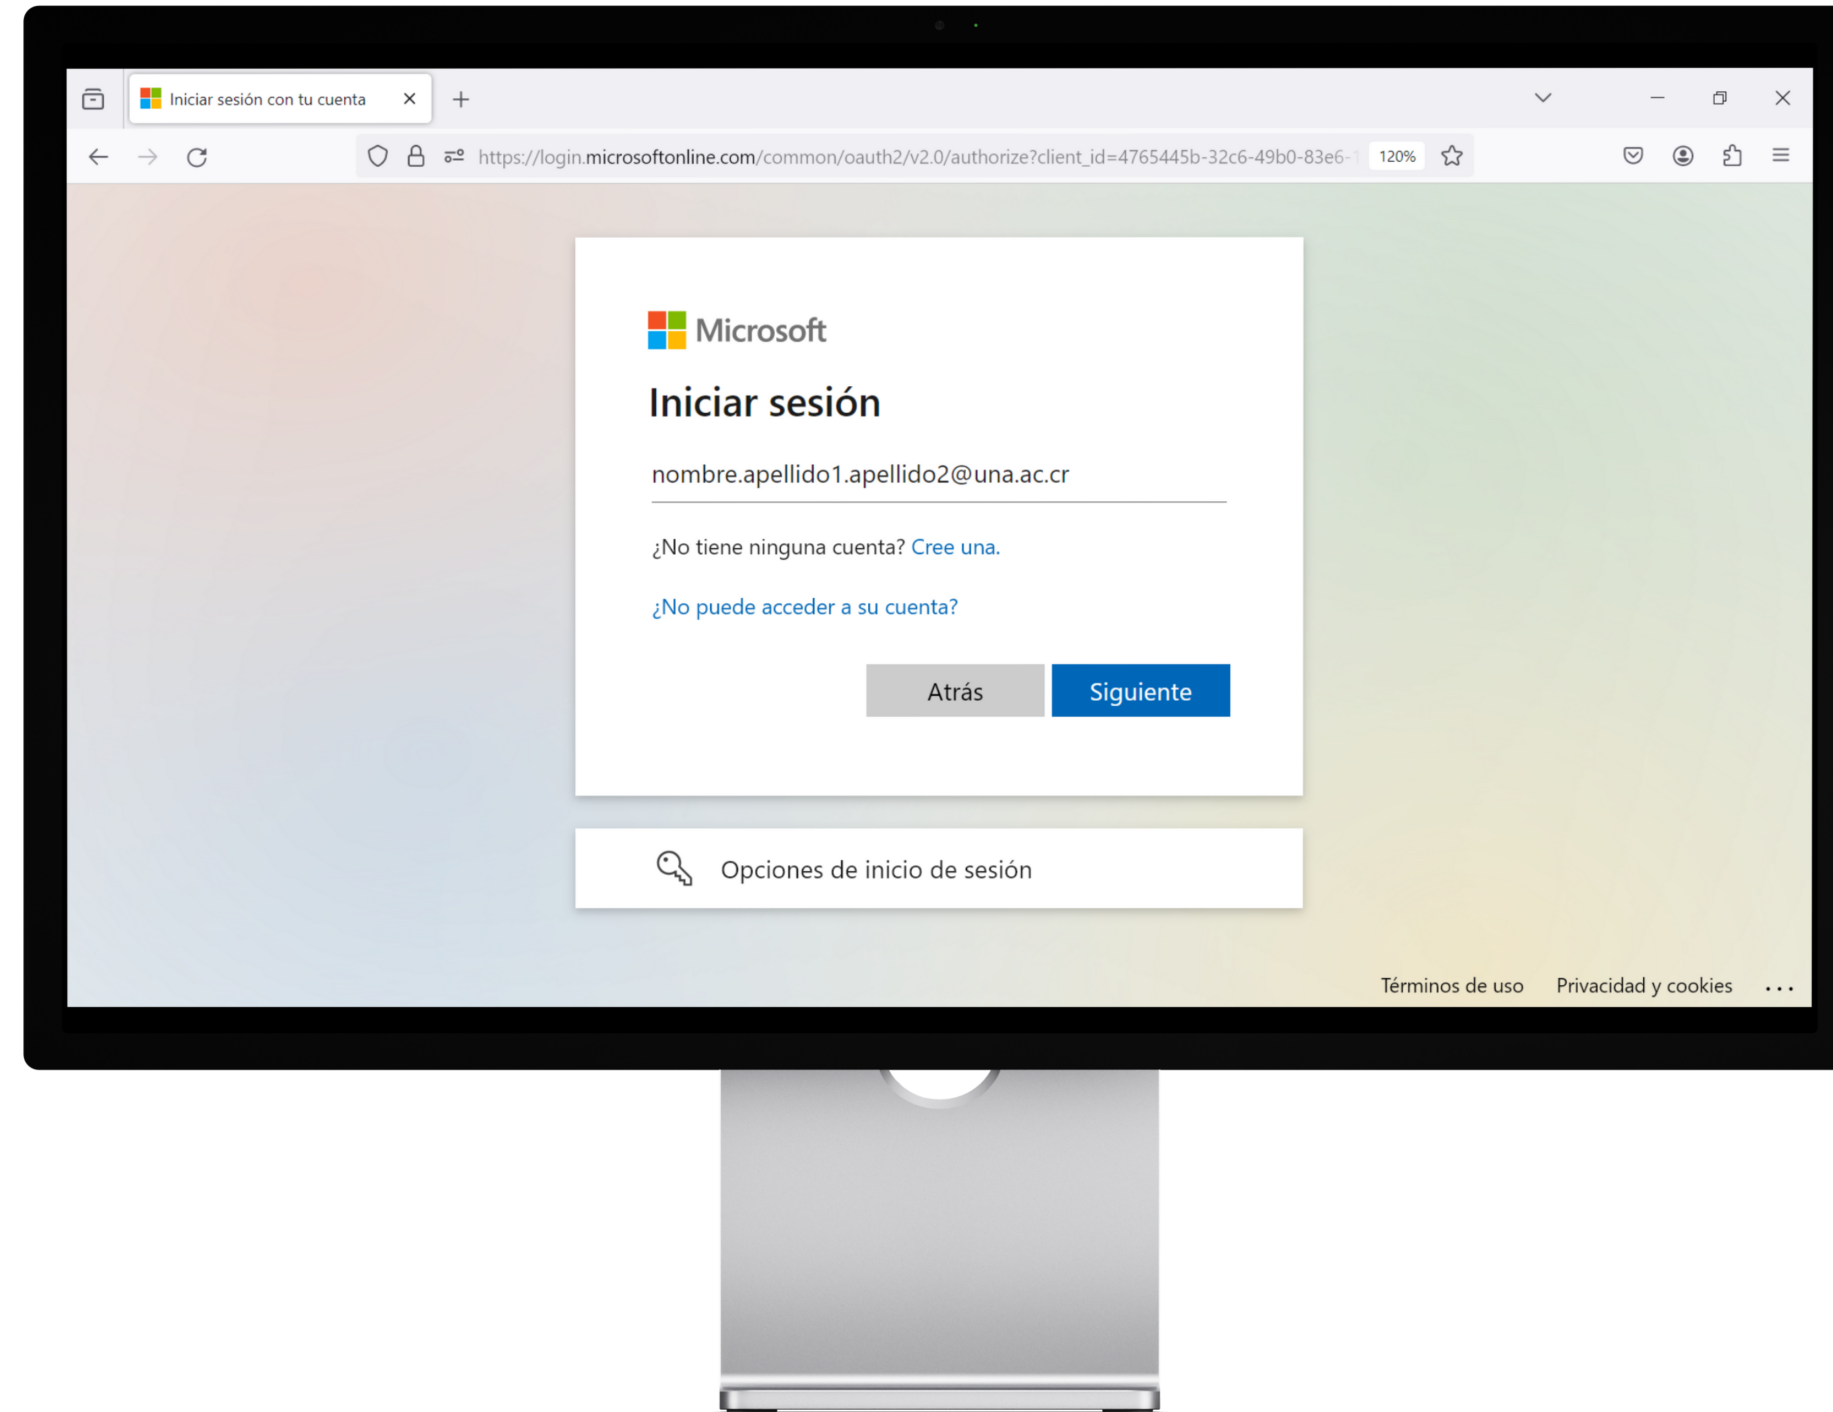 Iniciar sesión con tu cuenta
https://login.microsoftonline.com/common/oauth2/v2.0/authorize?client_id=4765445b-32c6-49b0-83e6-1
120%
Microsoft
Iniciar sesión
nombre.apellido1.apellido2@una.ac.cr
¿No tiene ninguna cuenta? Cree una.
¿No puede acceder a su cuenta?
Atrás
Siguiente
Opciones de inicio de sesión
Términos de uso Privacidad y cookies ...